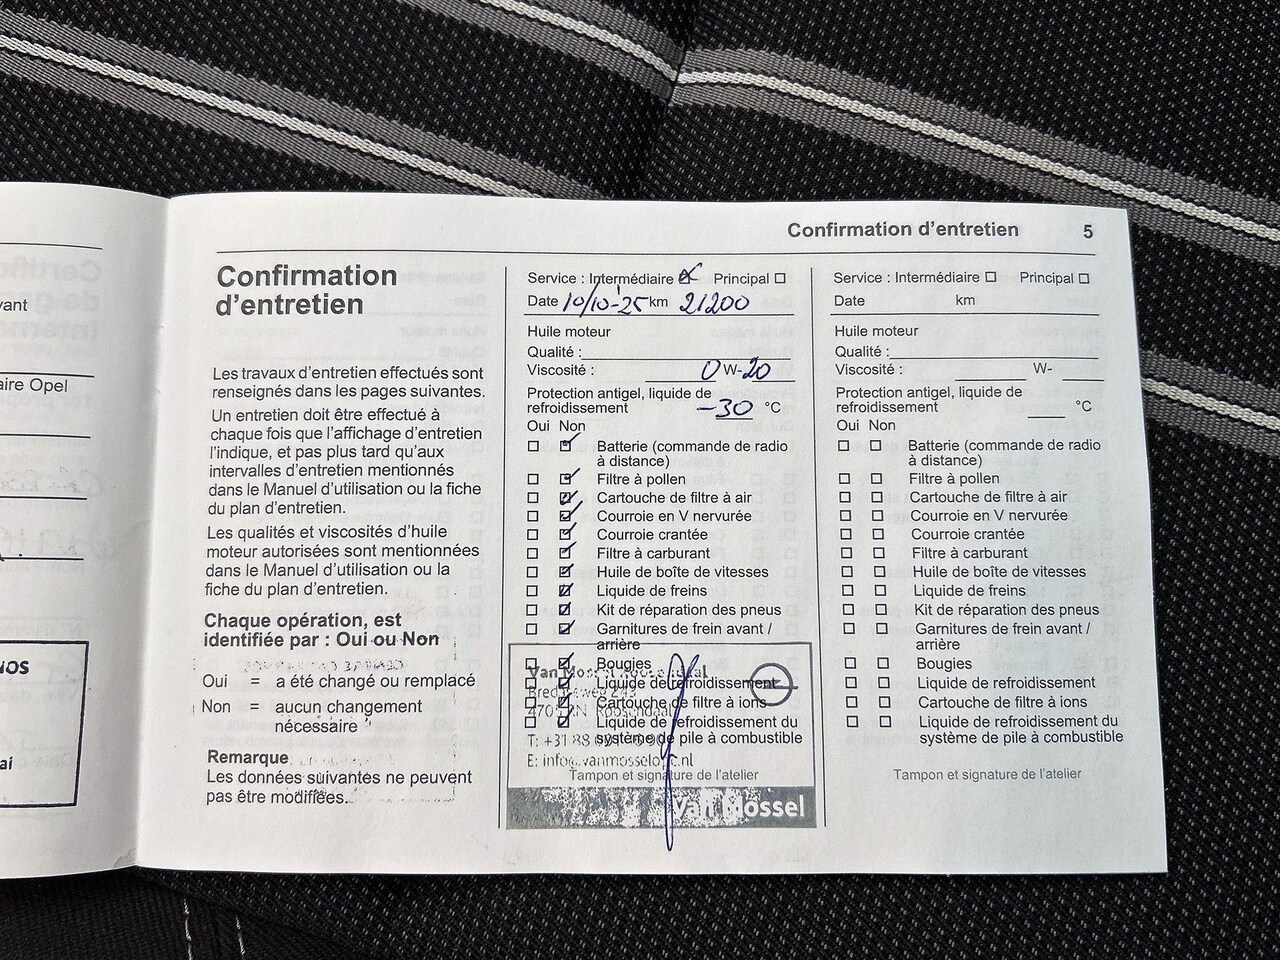 vant
aire Opel
NOS
ai
Confirmation d'entretien 5
Confirmation
d'entretien
Les travaux d'entretien effectués sont
renseignés dans les pages suivantes.
Un entretien doit être effectué à
chaque fois que l'affichage d'entretien
l'indique, et pas plus tard qu'aux
intervalles d'entretien mentionnés
dans le Manuel d'utilisation ou la fiche
du plan d'entretien.
Les qualités et viscosités d'huile
moteur autorisées sont mentionnées
dans le Manuel d'utilisation ou la
fiche du plan d'entretien.
Chaque opération, est
identifiée par : Oui ou Non
Oui = a été changé ou remplacé
Non = aucun changement
nécessaire
Remarque
Les données suivantes ne peuvent
pas être modifiées.
Service : Intermédiaire Principal
Date 10/10-25 km 21200
Huile moteur
Qualité :
Viscosité : 0 W-20
Protection antigel, liquide de
refroidissement -30 °C
Oui Non
Batterie (commande de radio
à distance)
Filtre à pollen
Cartouche de filtre à air
Courroie en V nervurée
Courroie crantée
Filtre à carburant
Huile de boîte de vitesses
Liquide de freins
Kit de réparation des pneus
Garnitures de frein avant /
arrière
Bougies
Liquide de refroidissement
Cartouche de filtre à ions
Liquide de refroidissement du
système de pile à combustible
Tampon et signature de l'atelier
Van Mossel
Service : Intermédiaire Principal
Date km
Huile moteur
Qualité :
Viscosité : W-
Protection antigel, liquide de
refroidissement °C
Oui Non
Batterie (commande de radio
à distance)
Filtre à pollen
Cartouche de filtre à air
Courroie en V nervurée
Courroie crantée
Filtre à carburant
Huile de boîte de vitesses
Liquide de freins
Kit de réparation des pneus
Garnitures de frein avant /
arrière
Bougies
Liquide de refroidissement
Cartouche de filtre à ions
Liquide de refroidissement du
système de pile à combustible
Tampon et signature de l'atelier